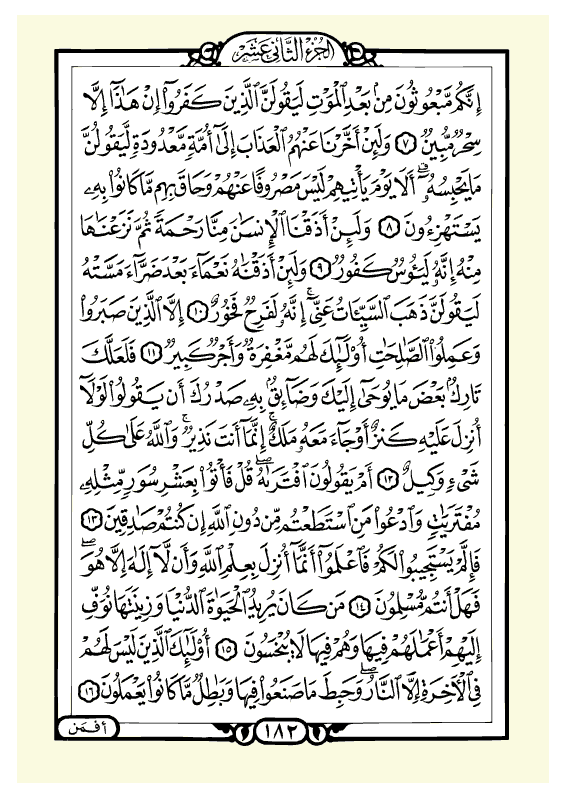 الجزء الثاني عشر
إِنَّكُم مَّبْعُوثُونَ مِنۢ بَعْدِ ٱلْمَوْتِ لَيَقُولَنَّ ٱلَّذِينَ كَفَرُوٓا۟ إِنْ هَٰذَآ إِلَّا
سِحْرٌ مُّبِينٌ ﴿٧﴾ وَلَئِنْ أَخَّرْنَا عَنْهُمُ ٱلْعَذَابَ إِلَىٰٓ أُمَّةٍ مَّعْدُودَةٍ لَّيَقُولُنَّ
مَا يَحْبِسُهُۥٓ ۗ أَلَا يَوْمَ يَأْتِيهِمْ لَيْسَ مَصْرُوفًا عَنْهُمْ وَحَاقَ بِهِم مَّا كَانُوا۟ بِهِۦ
يَسْتَهْزِءُونَ ﴿٨﴾ وَلَئِنْ أَذَقْنَا ٱلْإِنسَٰنَ مِنَّا رَحْمَةً ثُمَّ نَزَعْنَٰهَا
مِنْهُ إِنَّهُۥ لَيَـُٔوسٌ كَفُورٌ ﴿٩﴾ وَلَئِنْ أَذَقْنَٰهُ نَعْمَآءَ بَعْدَ ضَرَّآءَ مَسَّتْهُ
لَيَقُولَنَّ ذَهَبَ ٱلسَّيِّـَٔاتُ عَنِّىٓ ۚ إِنَّهُۥ لَفَرِحٌ فَخُورٌ ﴿١٠﴾ إِلَّا ٱلَّذِينَ صَبَرُوا۟
وَعَمِلُوا۟ ٱلصَّٰلِحَٰتِ أُو۟لَٰٓئِكَ لَهُم مَّغْفِرَةٌ وَأَجْرٌ كَبِيرٌ ﴿١١﴾ فَلَعَلَّكَ
تَارِكٌۢ بَعْضَ مَا يُوحَىٰٓ إِلَيْكَ وَضَآئِقٌۢ بِهِۦ صَدْرُكَ أَن يَقُولُوا۟ لَوْلَآ
أُنزِلَ عَلَيْهِ كَنزٌ أَوْ جَآءَ مَعَهُۥ مَلَكٌ ۚ إِنَّمَآ أَنتَ نَذِيرٌ ۚ وَٱللَّهُ عَلَىٰ كُلِّ
شَىْءٍ وَكِيلٌ ﴿١٢﴾ أَمْ يَقُولُونَ ٱفْتَرَىٰهُ ۖ قُلْ فَأْتُوا۟ بِعَشْرِ سُوَرٍ مِّثْلِهِۦ
مُفْتَرَيَٰتٍ وَٱدْعُوا۟ مَنِ ٱسْتَطَعْتُم مِّن دُونِ ٱللَّهِ إِن كُنتُمْ صَٰدِقِينَ ﴿١٣﴾
فَإِلَّمْ يَسْتَجِيبُوا۟ لَكُمْ فَٱعْلَمُوٓا۟ أَنَّمَآ أُنزِلَ بِعِلْمِ ٱللَّهِ وَأَن لَّآ إِلَٰهَ إِلَّا هُوَ ۖ
فَهَلْ أَنتُم مُّسْلِمُونَ ﴿١٤﴾ مَن كَانَ يُرِيدُ ٱلْحَيَوٰةَ ٱلدُّنْيَا وَزِينَتَهَا نُوَفِّ
إِلَيْهِمْ أَعْمَٰلَهُمْ فِيهَا وَهُمْ فِيهَا لَا يُبْخَسُونَ ﴿١٥﴾ أُو۟لَٰٓئِكَ ٱلَّذِينَ لَيْسَ لَهُمْ
فِى ٱلْءَاخِرَةِ إِلَّا ٱلنَّارُ ۖ وَحَبِطَ مَا صَنَعُوا۟ فِيهَا وَبَٰطِلٌ مَّا كَانُوا۟ يَعْمَلُونَ ﴿١٦﴾
أفمن
١٨٢